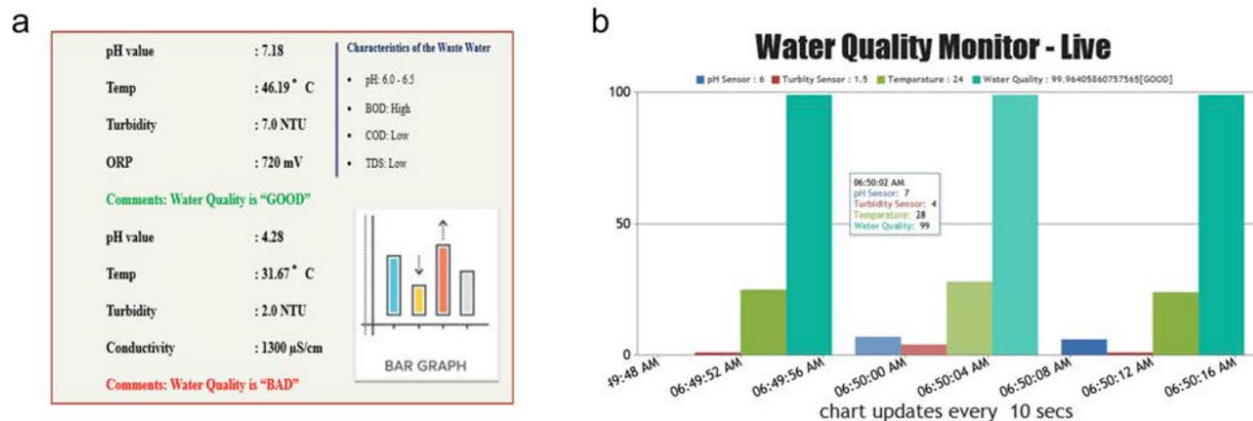 a
pH value : 7.18
Temp : 46.19° C
Turbidity : 7.0 NTU
ORP : 720 mV
Comments: Water Quality is “GOOD”
pH value : 4.28
Temp : 31.67° C
Turbidity : 2.0 NTU
Conductivity : 1300 µS/cm
Comments: Water Quality is “BAD”
Characteristics of the Waste Water
• pH: 6.0 - 6.5
• BOD: High
• COD: Low
• TDS: Low
BAR GRAPH
b
Water Quality Monitor - Live
pH Sensor : 6 Turbity Sensor : 1.5 Temparature : 24 Water Quality : 99.96405860757565[GOOD]
100
50
0
06:50:02 AM
pH Sensor: 7
Turbidity Sensor: 4
Temparature: 28
Water Quality: 99
49:48 AM 06:49:52 AM 06:49:56 AM 06:50:00 AM 06:50:04 AM 06:50:08 AM 06:50:12 AM 06:50:16 AM
chart updates every 10 secs